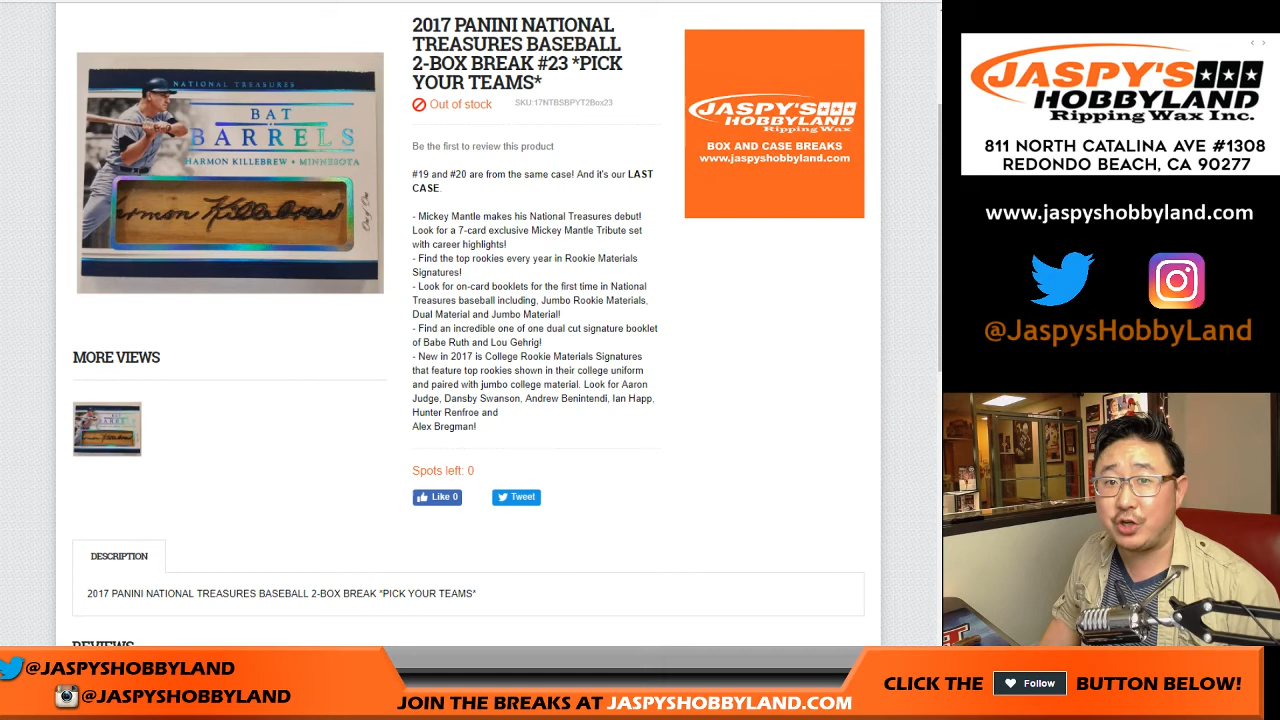 2017 PANINI NATIONAL
TREASURES BASEBALL
2-BOX BREAK #23 *PICK
YOUR TEAMS*
Out of stock
SKU:17NTBSBPYT2Box23
Be the first to review this product
#19 and #20 are from the same case! And it's our LAST
CASE.
- Mickey Mantle makes his National Treasures debut!
Look for a 7-card exclusive Mickey Mantle Tribute set
with career highlights!
- Find the top rookies every year in Rookie Materials
Signatures!
- Look for on-card booklets for the first time in National
Treasures baseball including, Jumbo Rookie Materials,
Dual Material and Jumbo Material!
- Find an incredible one of one dual cut signature booklet
of Babe Ruth and Lou Gehrig!
- New in 2017 is College Rookie Materials Signatures
that feature top rookies shown in their college uniform
and paired with jumbo college material. Look for Aaron
Judge, Dansby Swanson, Andrew Benintendi, Ian Happ,
Hunter Renfroe and
Alex Bregman!
Spots left: 0
Like 0
Tweet
NATIONAL TREASURES
BAT
BARRELS
HARMON KILLEBREW • MINNESOTA
armon Killebrew
One of One
MORE VIEWS
DESCRIPTION
2017 PANINI NATIONAL TREASURES BASEBALL 2-BOX BREAK *PICK YOUR TEAMS*
REVIEWS
JASPY'S
HOBBYLAND
Ripping Wax
BOX AND CASE BREAKS
www.jaspyshobbyland.com
JASPY'S
HOBBYLAND
Ripping Wax Inc.
811 NORTH CATALINA AVE #1308
REDONDO BEACH, CA 90277
www.jaspyshobbyland.com
@JaspysHobbyLand
@JASPYSHOBBYLAND
@JASPYSHOBBYLAND
JOIN THE BREAKS AT JASPYSHOBBYLAND.COM
CLICK THE
Follow
BUTTON BELOW!